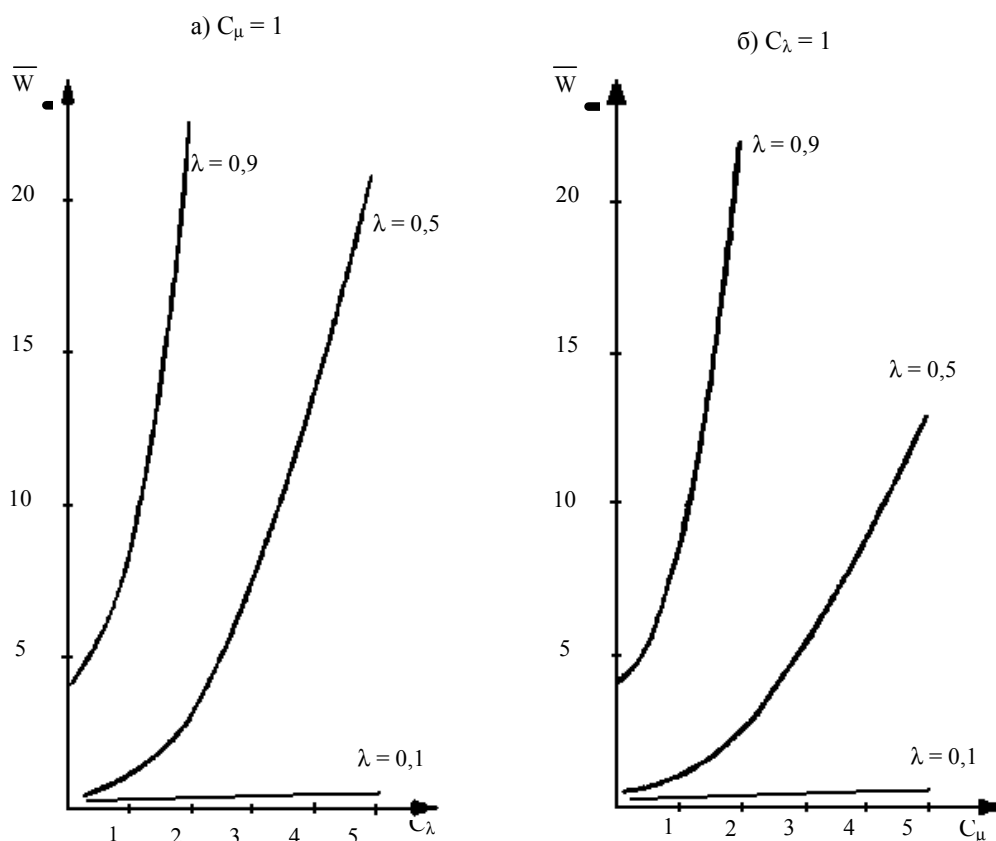 а) Cμ = 1
W
λ = 0,9
20
λ = 0,5
15
10
5
λ = 0,1
1 2 3 4 5 Cλ
б) Cλ = 1
W
λ = 0,9
20
15
λ = 0,5
10
5
λ = 0,1
1 2 3 4 5 Cμ